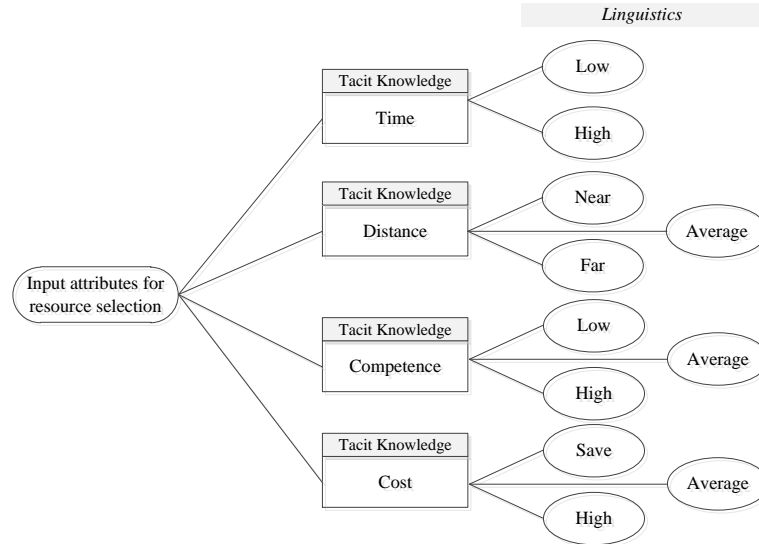 Linguistics
Tacit Knowledge
Time
Low
High
Tacit Knowledge
Distance
Near
Average
Far
Input attributes for
resource selection
Tacit Knowledge
Competence
Low
Average
High
Tacit Knowledge
Cost
Save
Average
High